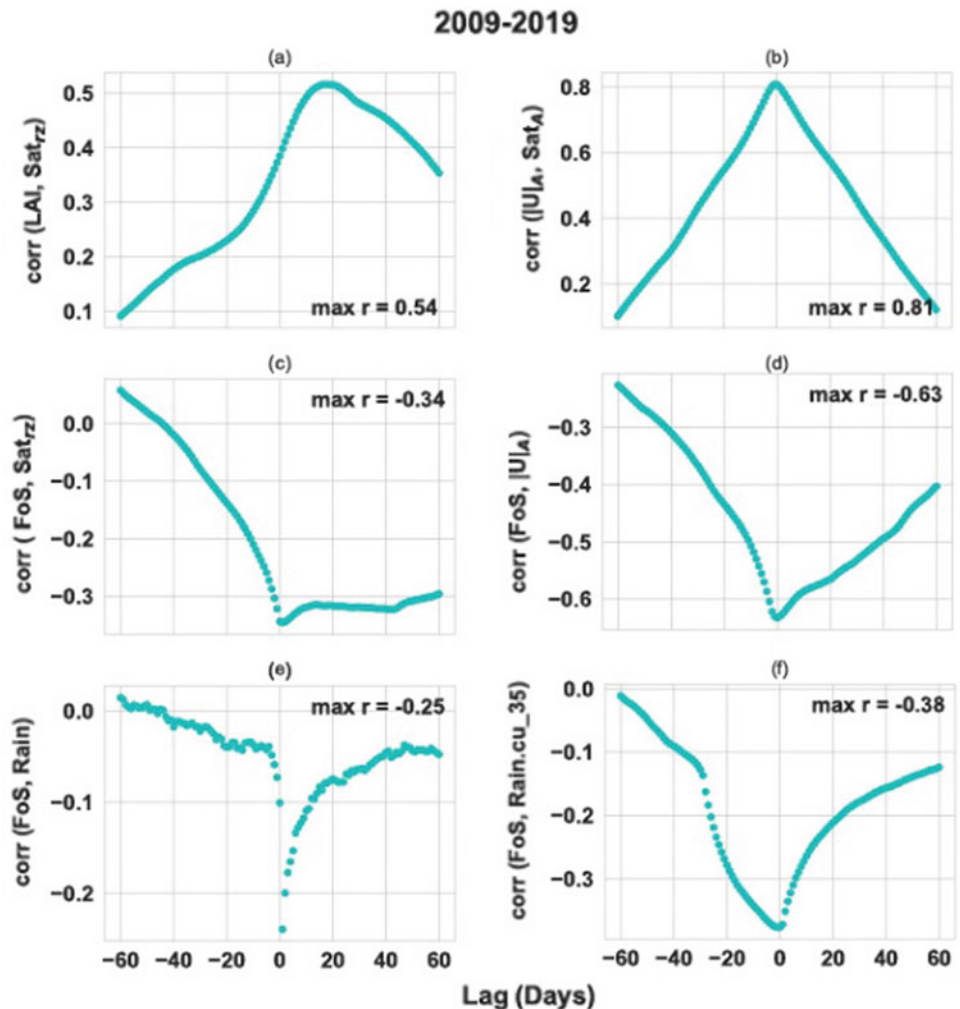 2009-2019
(a)
corr (LAI, Satrz)
0.5
0.4
0.3
0.2
0.1
max r = 0.54
(b)
corr (|U|A, SatA)
0.8
0.6
0.4
0.2
max r = 0.81
(c)
corr ( FoS, Satrz)
0.0
−0.1
−0.2
−0.3
max r = -0.34
(d)
corr (FoS, |U|A)
−0.3
−0.4
−0.5
−0.6
max r = -0.63
(e)
corr (FoS, Rain)
0.0
−0.1
−0.2
max r = -0.25
−60 −40 −20 0 20 40 60
(f)
corr (FoS, Rain.cu_35)
0.0
−0.1
−0.2
−0.3
max r = -0.38
−60 −40 −20 0 20 40 60
Lag (Days)